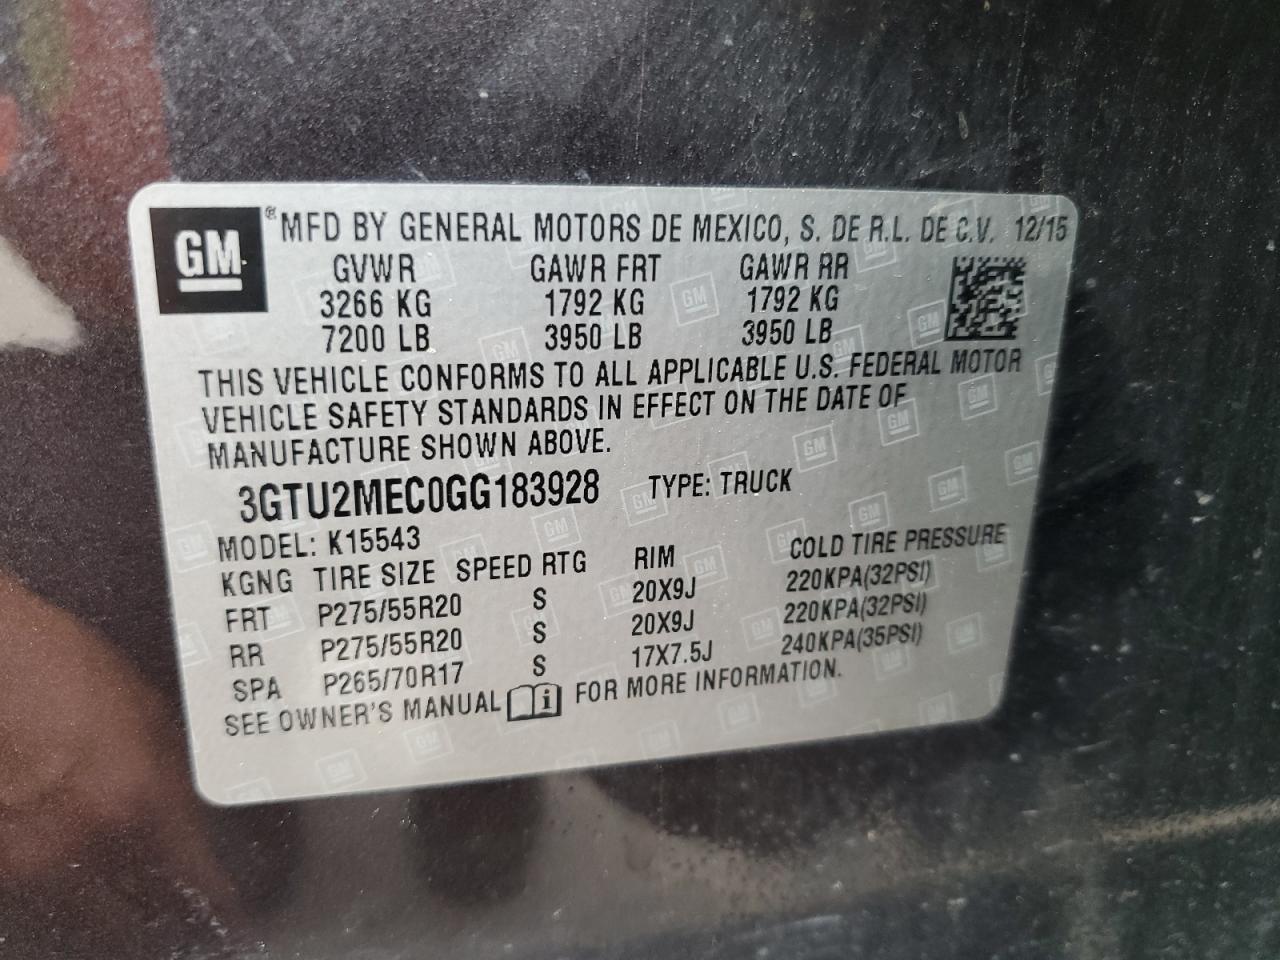 GM ® MFD BY GENERAL MOTORS DE MEXICO, S. DE R.L. DE C.V. 12/15
GVWR GAWR FRT GAWR RR
3266 KG 1792 KG 1792 KG
7200 LB 3950 LB 3950 LB
THIS VEHICLE CONFORMS TO ALL APPLICABLE U.S. FEDERAL MOTOR
VEHICLE SAFETY STANDARDS IN EFFECT ON THE DATE OF
MANUFACTURE SHOWN ABOVE.
3GTU2MEC0GG183928 TYPE: TRUCK
MODEL: K15543
KGNG TIRE SIZE SPEED RTG RIM COLD TIRE PRESSURE
FRT P275/55R20 S 20X9J 220KPA(32PSI)
RR P275/55R20 S 20X9J 220KPA(32PSI)
SPA P265/70R17 S 17X7.5J 240KPA(35PSI)
SEE OWNER'S MANUAL i FOR MORE INFORMATION.